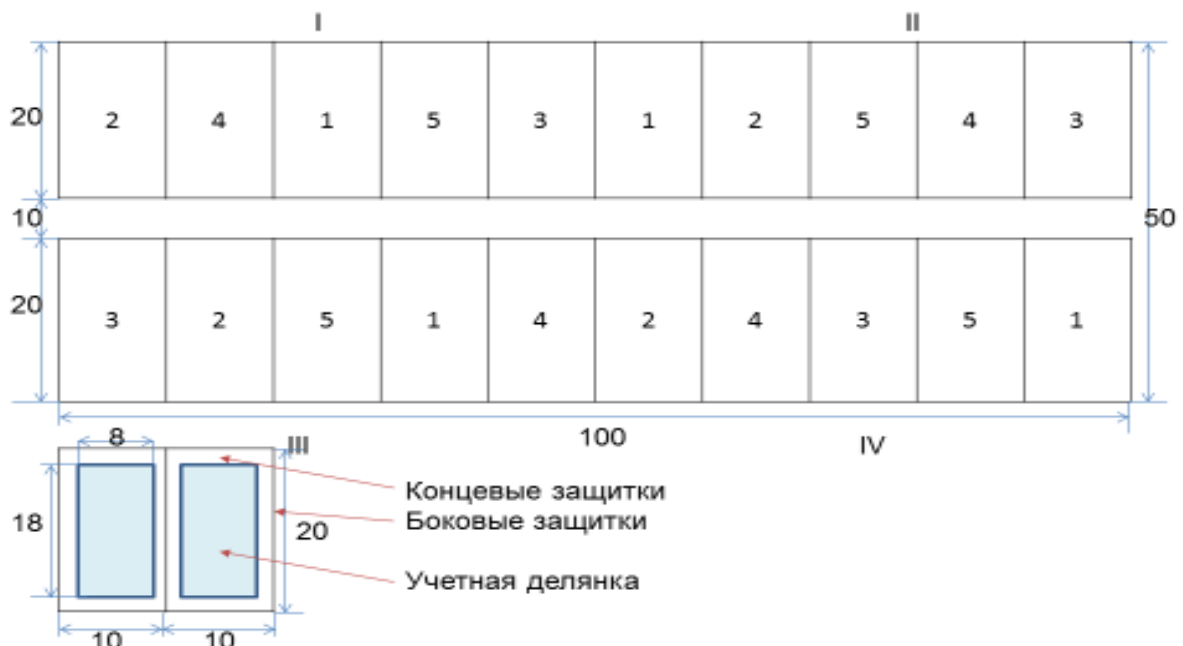 I II
20 2 4 1 5 3 1 2 5 4 3
10 50
20 3 2 5 1 4 2 4 3 5 1
100
8 III IV
Концевые защитки
18 20 Боковые защитки
Учетная делянка
10 10